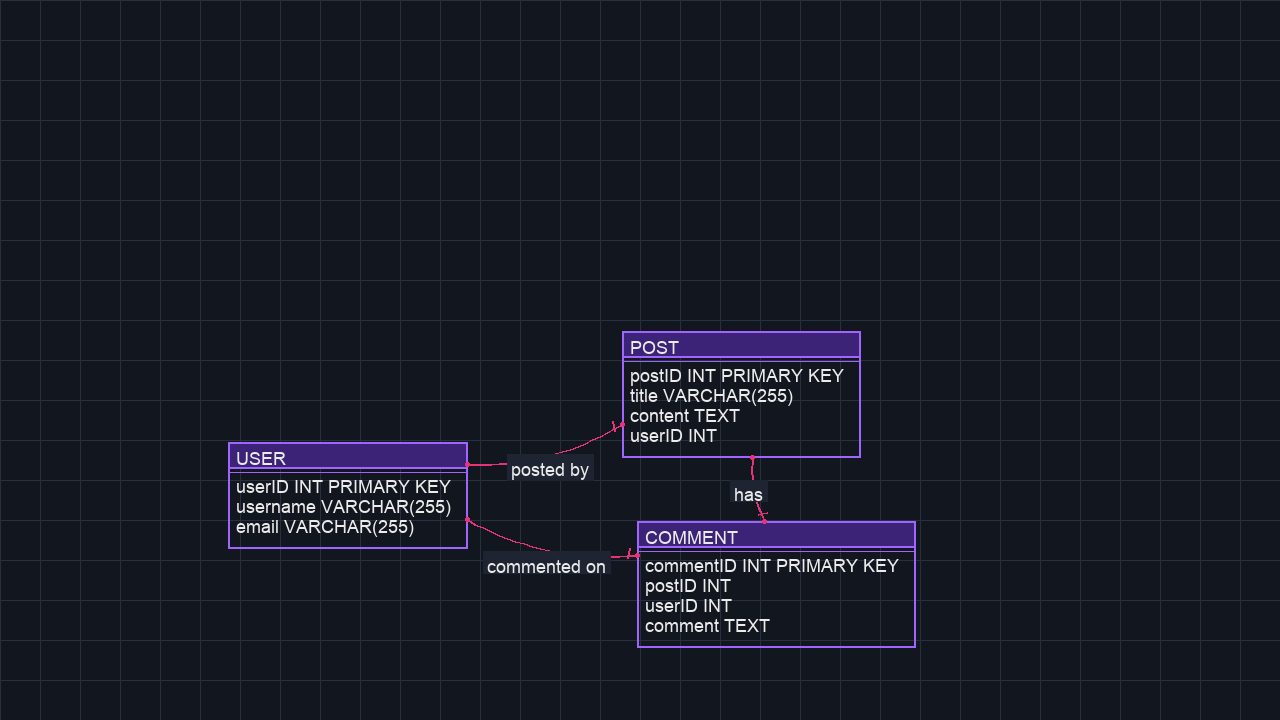 POST
postID INT PRIMARY KEY
title VARCHAR(255)
content TEXT
userID INT
USER
userID INT PRIMARY KEY
username VARCHAR(255)
email VARCHAR(255)
posted by
has
commented on
COMMENT
commentID INT PRIMARY KEY
postID INT
userID INT
comment TEXT